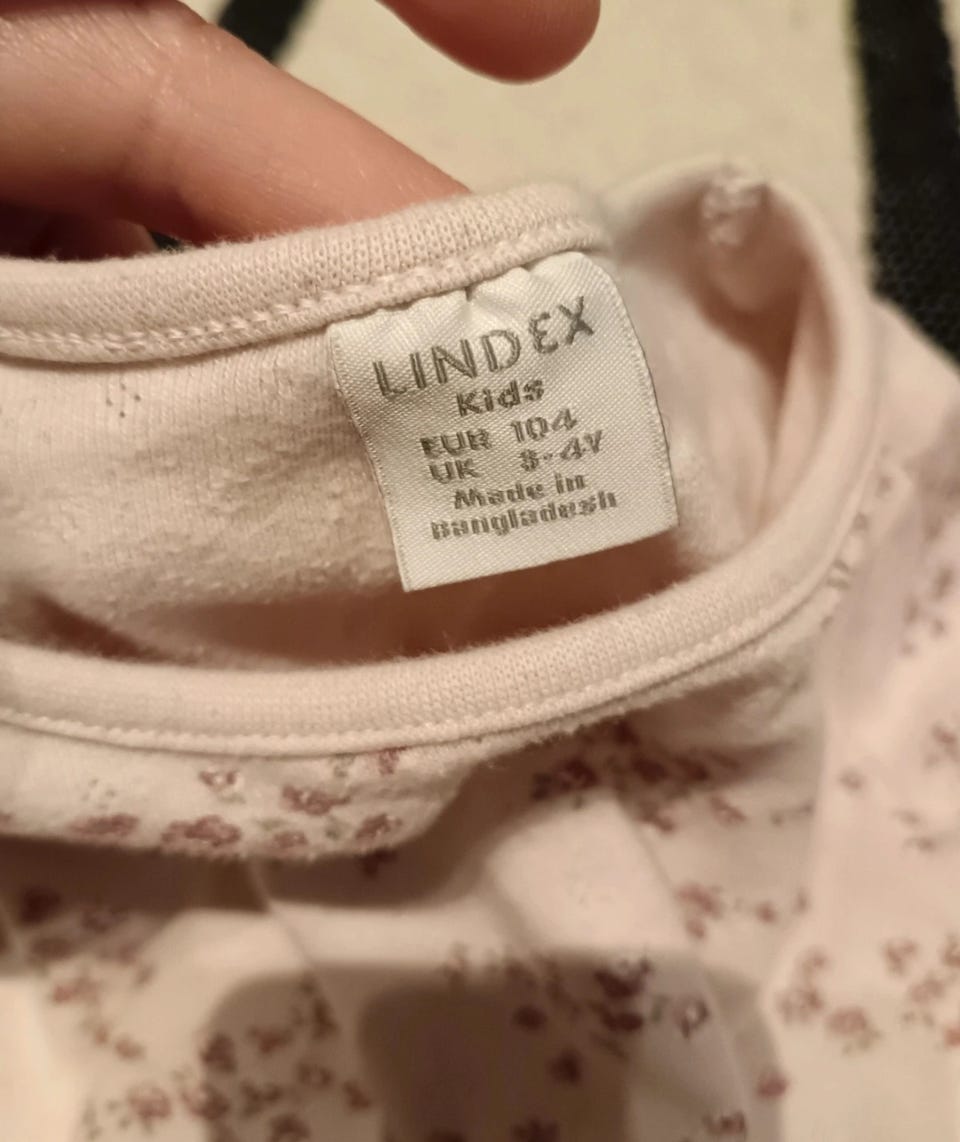 LINDEX
Kids
EUR 104
UK 3-4Y
Made in
Bangladesh